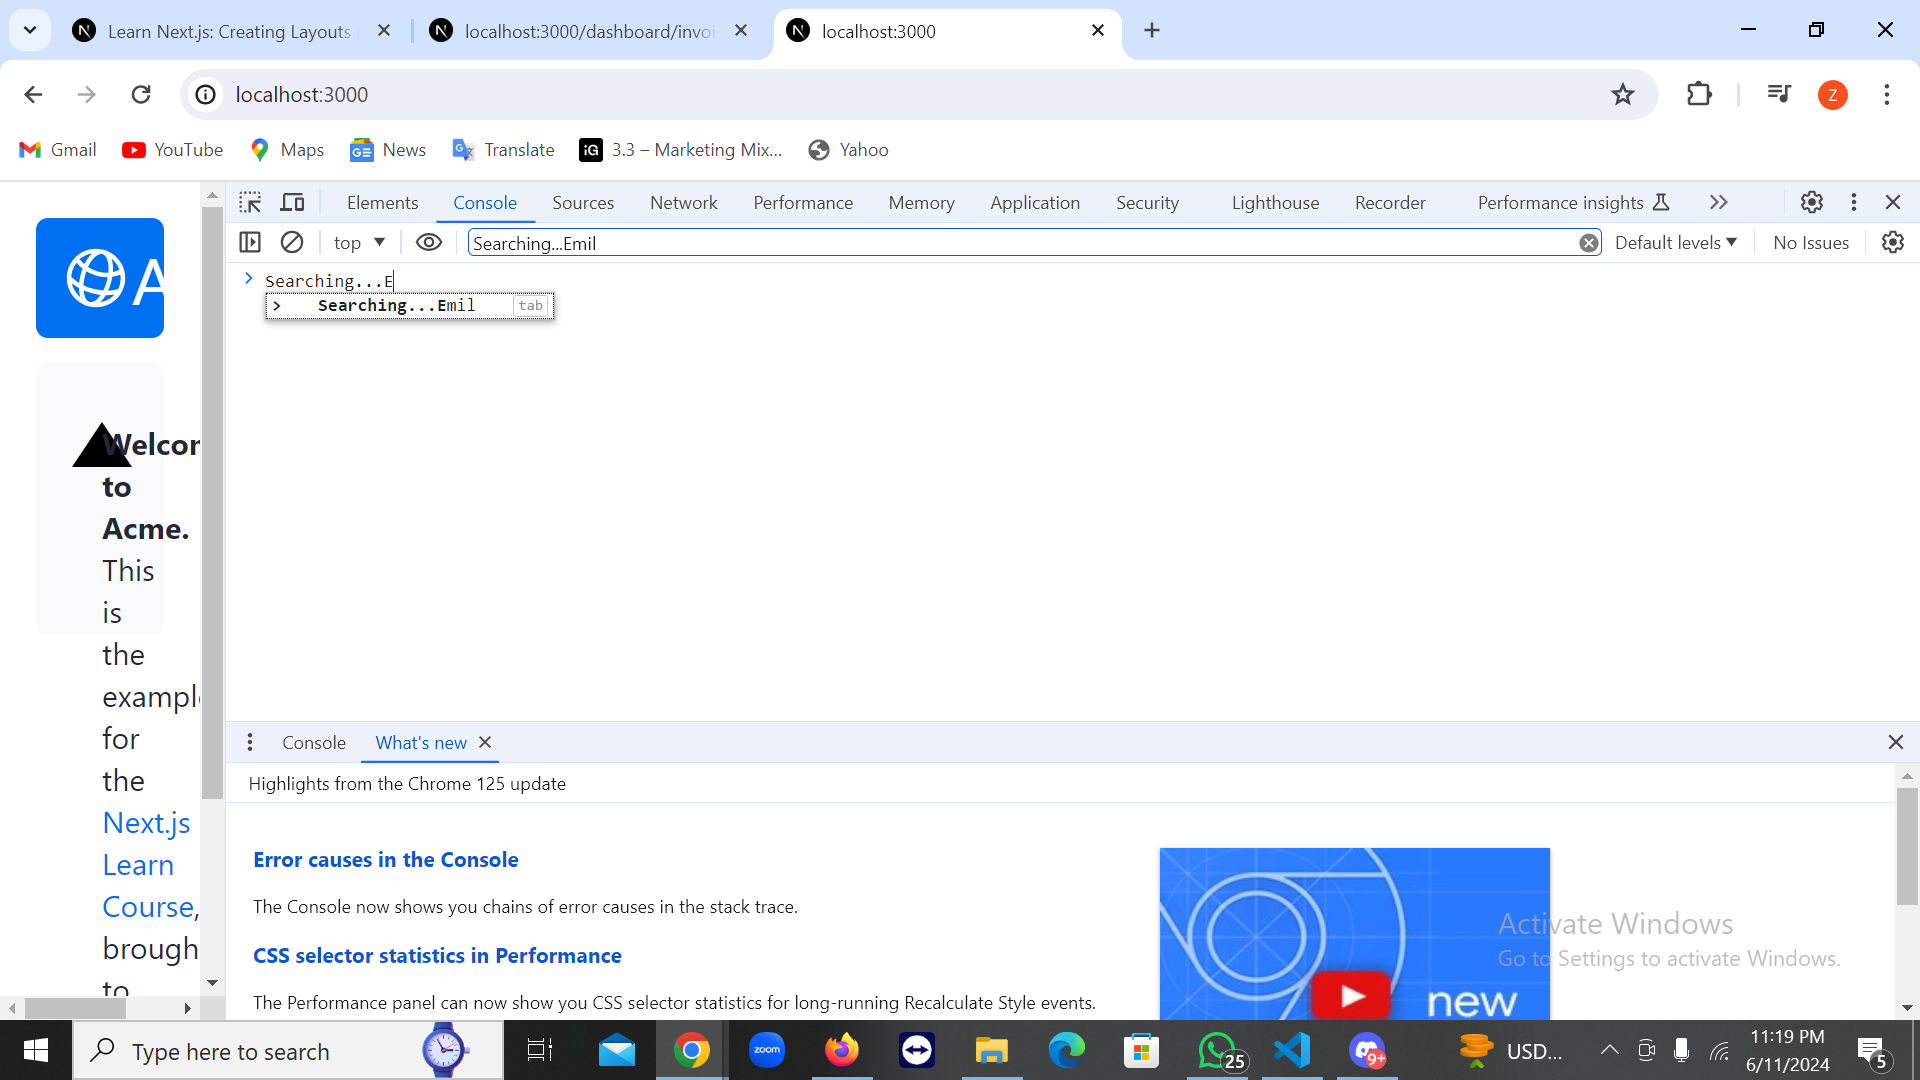 Learn Next.js: Creating Layouts
localhost:3000/dashboard/invoi
localhost:3000
localhost:3000
Z
Gmail
YouTube
Maps
News
Translate
iG
3.3 – Marketing Mix...
Yahoo
Elements
Console
Sources
Network
Performance
Memory
Application
Security
Lighthouse
Recorder
Performance insights
top
Searching...Emil
Default levels
No Issues
Searching...E
Searching...Emil
tab
A
Welcom
to
Acme.
This
is
the
example
for
the
Next.js
Learn
Course,
brough
to
Console
What's new
Highlights from the Chrome 125 update
Error causes in the Console
The Console now shows you chains of error causes in the stack trace.
CSS selector statistics in Performance
The Performance panel can now show you CSS selector statistics for long-running Recalculate Style events.
new
Activate Windows
Go to Settings to activate Windows.
Type here to search
zoom
25
9+
USD...
11:19 PM
6/11/2024
5